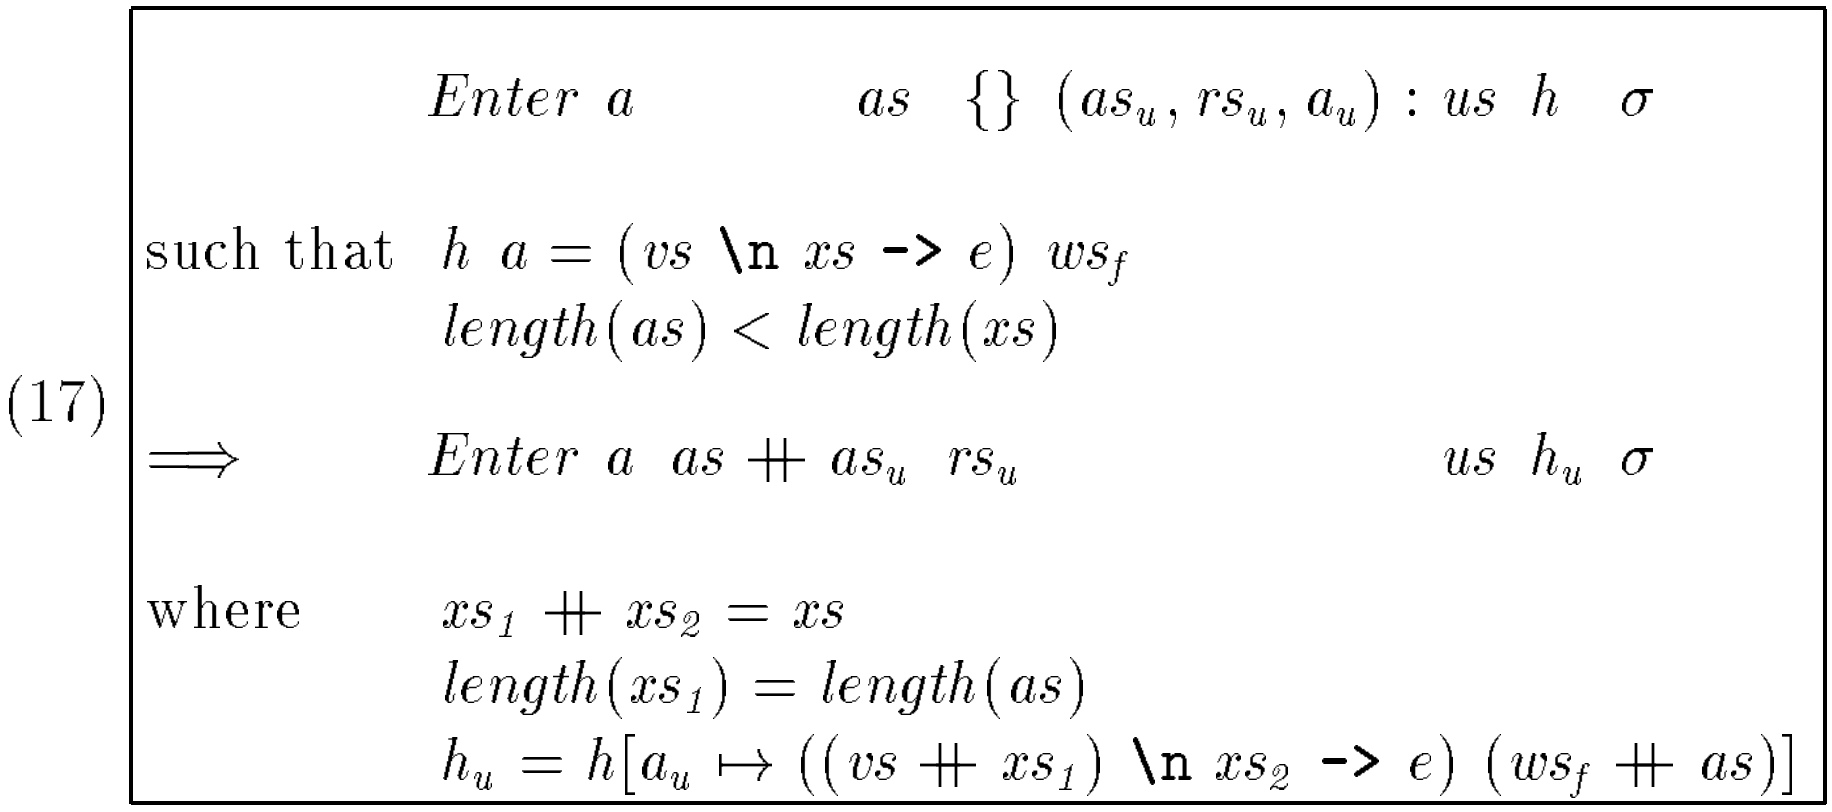 Enter a as {} (as_u, rs_u, a_u) : us h σ
such that h a = (vs \n xs -> e) ws_f
length(as) < length(xs)
(17)
⟹ Enter a as ++ as_u rs_u us h_u σ
where xs_1 ++ xs_2 = xs
length(xs_1) = length(as)
h_u = h[a_u ↦ ((vs ++ xs_1) \n xs_2 -> e) (ws_f ++ as)]